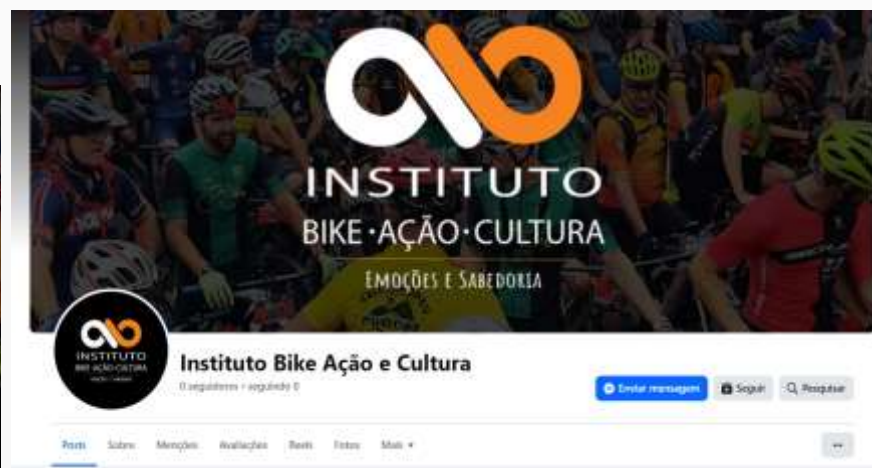 INSTITUTO
BIKE·AÇÃO·CULTURA
EMOÇÕES E SABEDORIA
INSTITUTO
BIKE·AÇÃO·CULTURA
Instituto Bike Ação e Cultura
0 seguidores • seguindo 0
Enviar mensagem
Seguir
Pesquisar
Posts Sobre Menções Avaliações Reels Fotos Mais